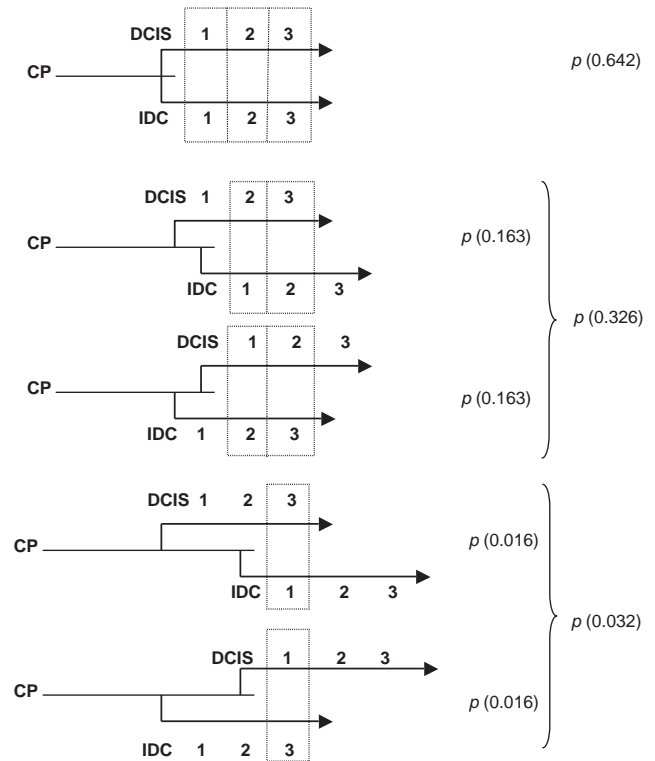 DCIS 1 2 3
CP
p (0.642)
IDC 1 2 3
DCIS 1 2 3
CP
p (0.163)
IDC 1 2 3
p (0.326)
DCIS 1 2 3
CP
p (0.163)
IDC 1 2 3
DCIS 1 2 3
CP
p (0.016)
IDC 1 2 3
p (0.032)
DCIS 1 2 3
CP
p (0.016)
IDC 1 2 3